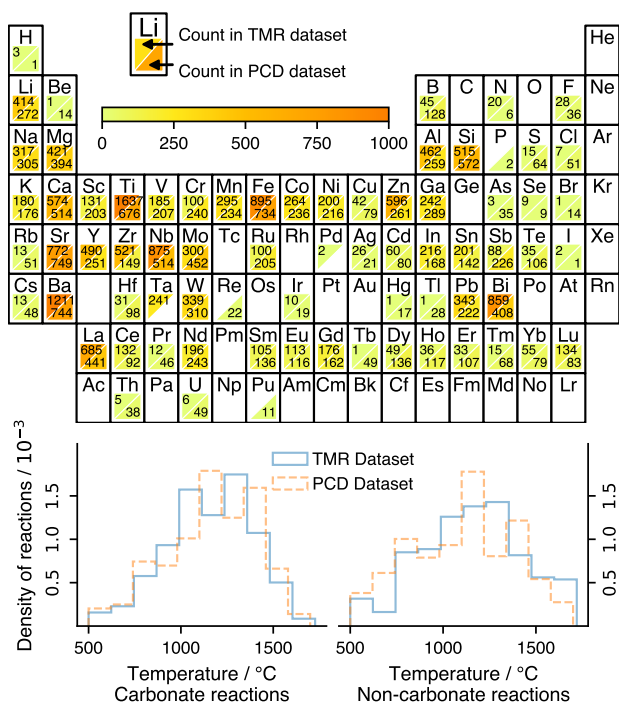 Li
Count in TMR dataset
Count in PCD dataset
0 250 500 750 1000
H He
3
1
Li Be B C N O F Ne
414 1 45 20 28
272 14 128 6 36
Na Mg Al Si P S Cl Ar
317 421 462 515 15 7
305 394 259 572 2 64 51
K Ca Sc Ti V Cr Mn Fe Co Ni Cu Zn Ga Ge As Se Br Kr
180 574 131 1637 185 100 295 895 264 200 42 596 242 3 9 1
176 514 203 676 207 240 234 734 236 216 79 261 289 35 9 14
Rb Sr Y Zr Nb Mo Tc Ru Rh Pd Ag Cd In Sn Sb Te I Xe
13 772 490 521 875 300 100 2 26 60 216 201 88 35 2
51 749 251 149 514 452 205 21 80 168 142 226 106 1
Cs Ba Hf Ta W Re Os Ir Pt Au Hg Tl Pb Bi Po At Rn
13 1211 31 241 339 10 1 1 343 859
48 744 98 310 22 19 17 28 222 408
La Ce Pr Nd Pm Sm Eu Gd Tb Dy Ho Er Tm Yb Lu
685 132 12 196 105 113 176 1 49 36 33 15 55 134
441 92 46 243 136 116 162 49 136 117 107 68 79 83
Ac Th Pa U Np Pu Am Cm Bk Cf Es Fm Md No Lr
5 6
38 49 11
Density of reactions / 10⁻³
TMR Dataset
PCD Dataset
1.5 1.5
1.0 1.0
0.5 0.5
500 1000 1500 500 1000 1500
Temperature / °C Temperature / °C
Carbonate reactions Non-carbonate reactions